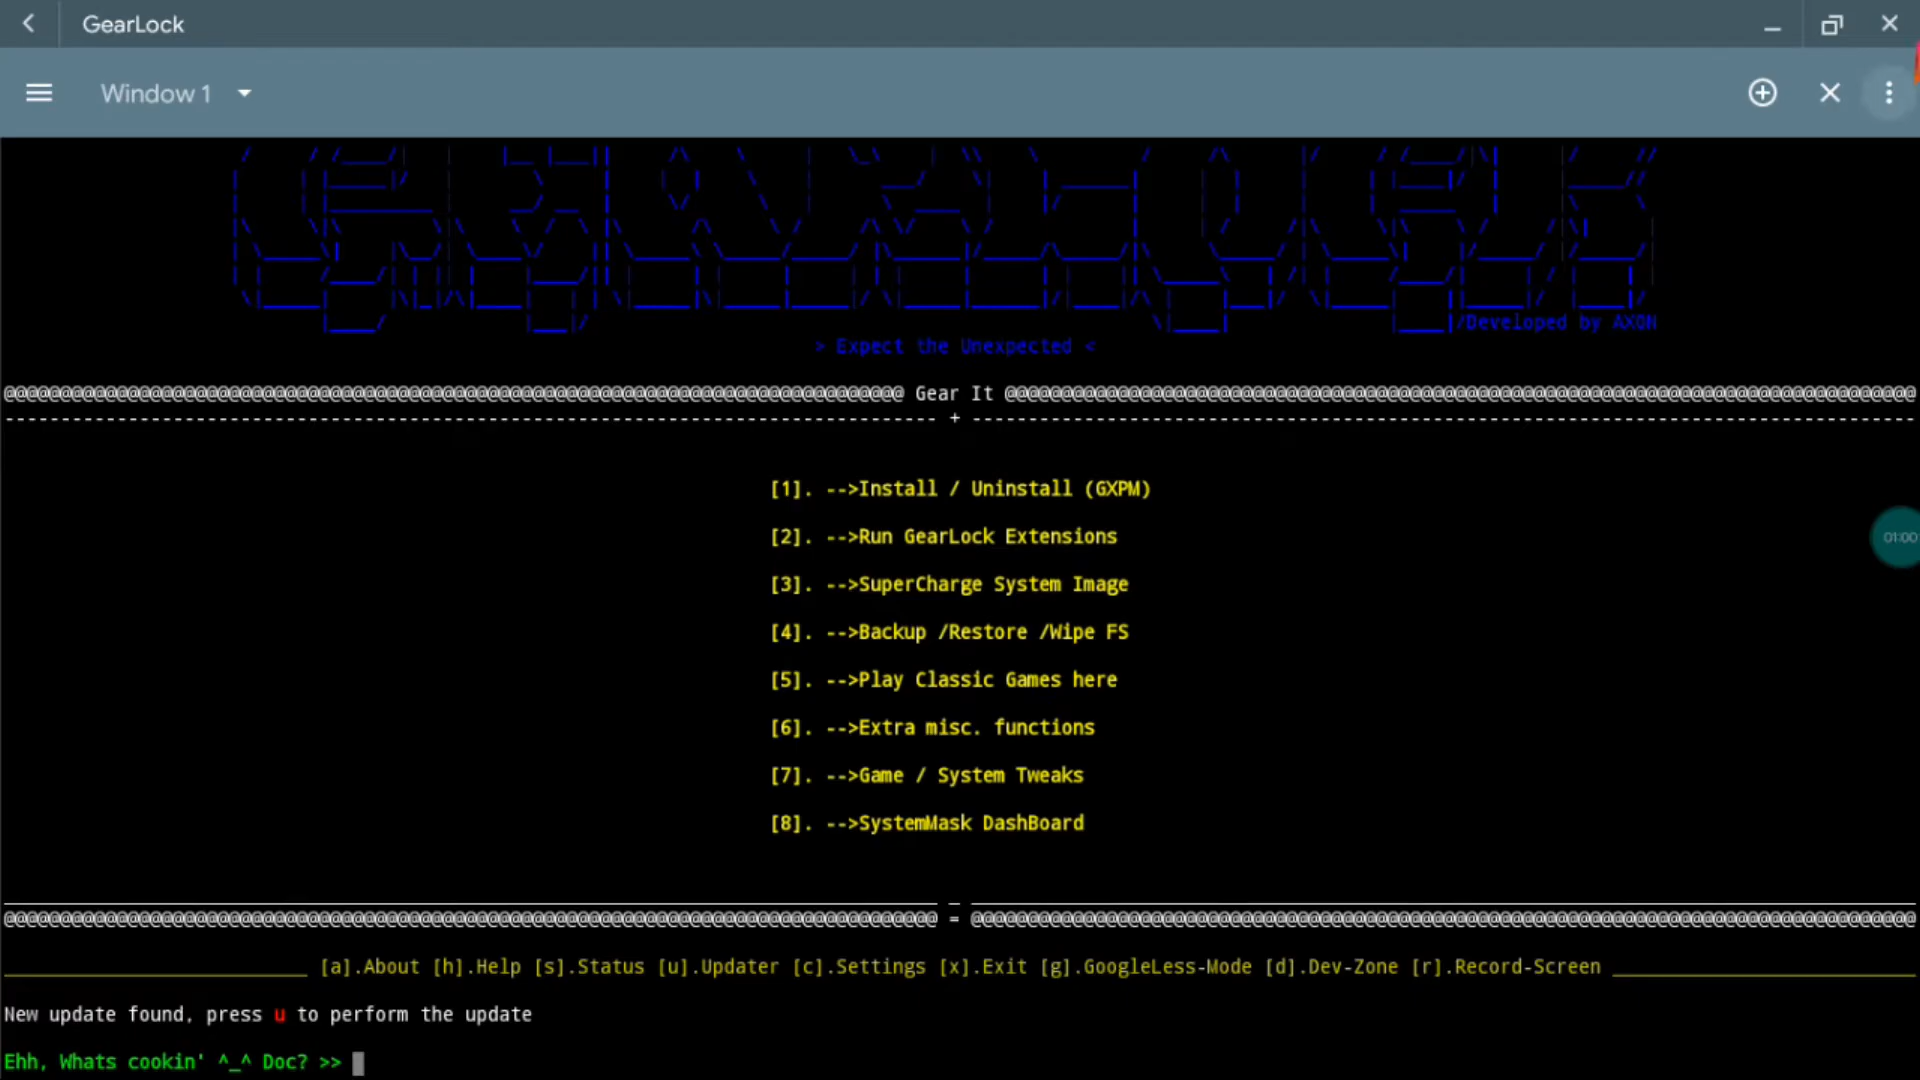 GearLock
Window 1
/Developed by AXON
> Expect the Unexpected <
Gear It
+
[1]. -->Install / Uninstall (GXPM)
[2]. -->Run GearLock Extensions
[3]. -->SuperCharge System Image
[4]. -->Backup /Restore /Wipe FS
[5]. -->Play Classic Games here
[6]. -->Extra misc. functions
[7]. -->Game / System Tweaks
[8]. -->SystemMask DashBoard
=
[a].About [h].Help [s].Status [u].Updater [c].Settings [x].Exit [g].GoogleLess-Mode [d].Dev-Zone [r].Record-Screen
New update found, press u to perform the update
Ehh, Whats cookin' ^_^ Doc? >>
01:00